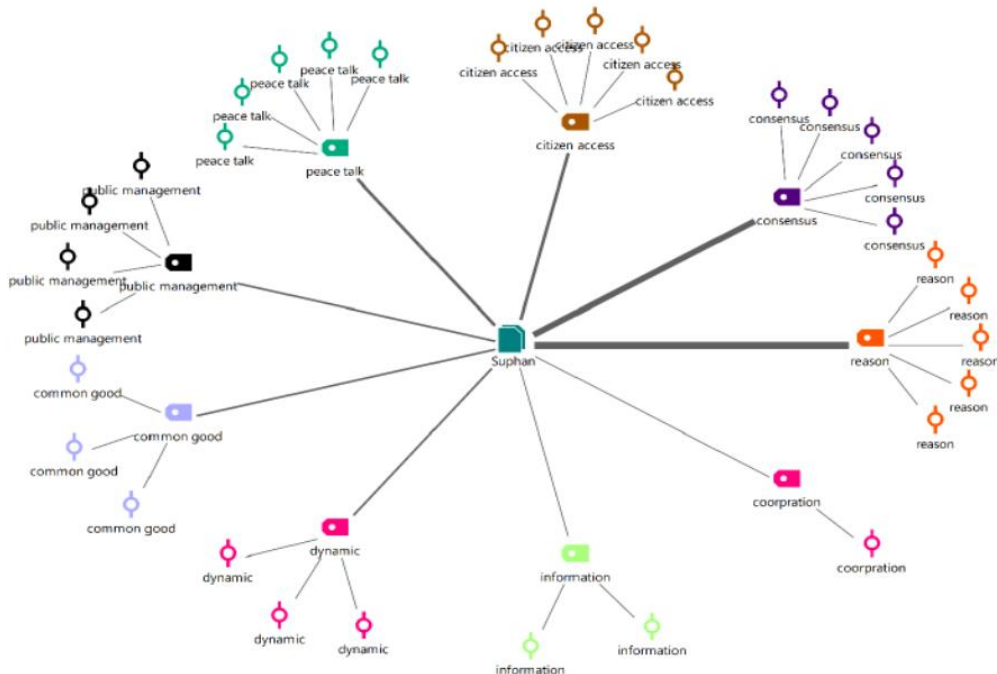 citizen access
citizen access
citizen access
citizen access
citizen access
citizen access
peace talk
peace talk
peace talk
peace talk
peace talk
peace talk
consensus
consensus
consensus
consensus
consensus
consensus
public management
public management
public management
public management
public management
reason
reason
reason
reason
reason
reason
Suphan
common good
common good
common good
common good
coorpration
coorpration
dynamic
dynamic
dynamic
dynamic
information
information
information